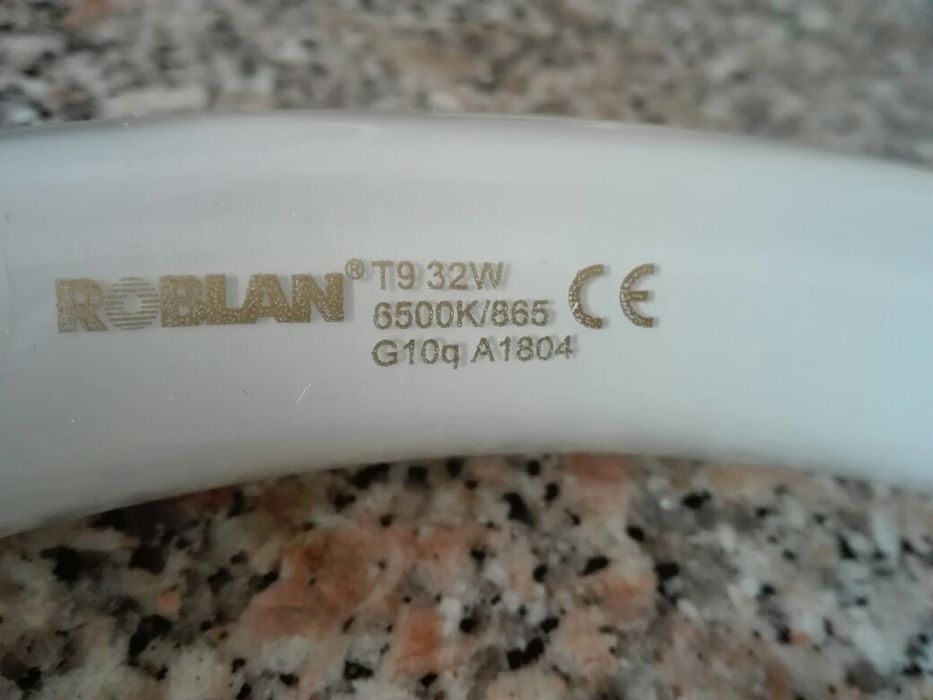 ROBLAN® T9 32W CE
6500K/865
G10q A1804